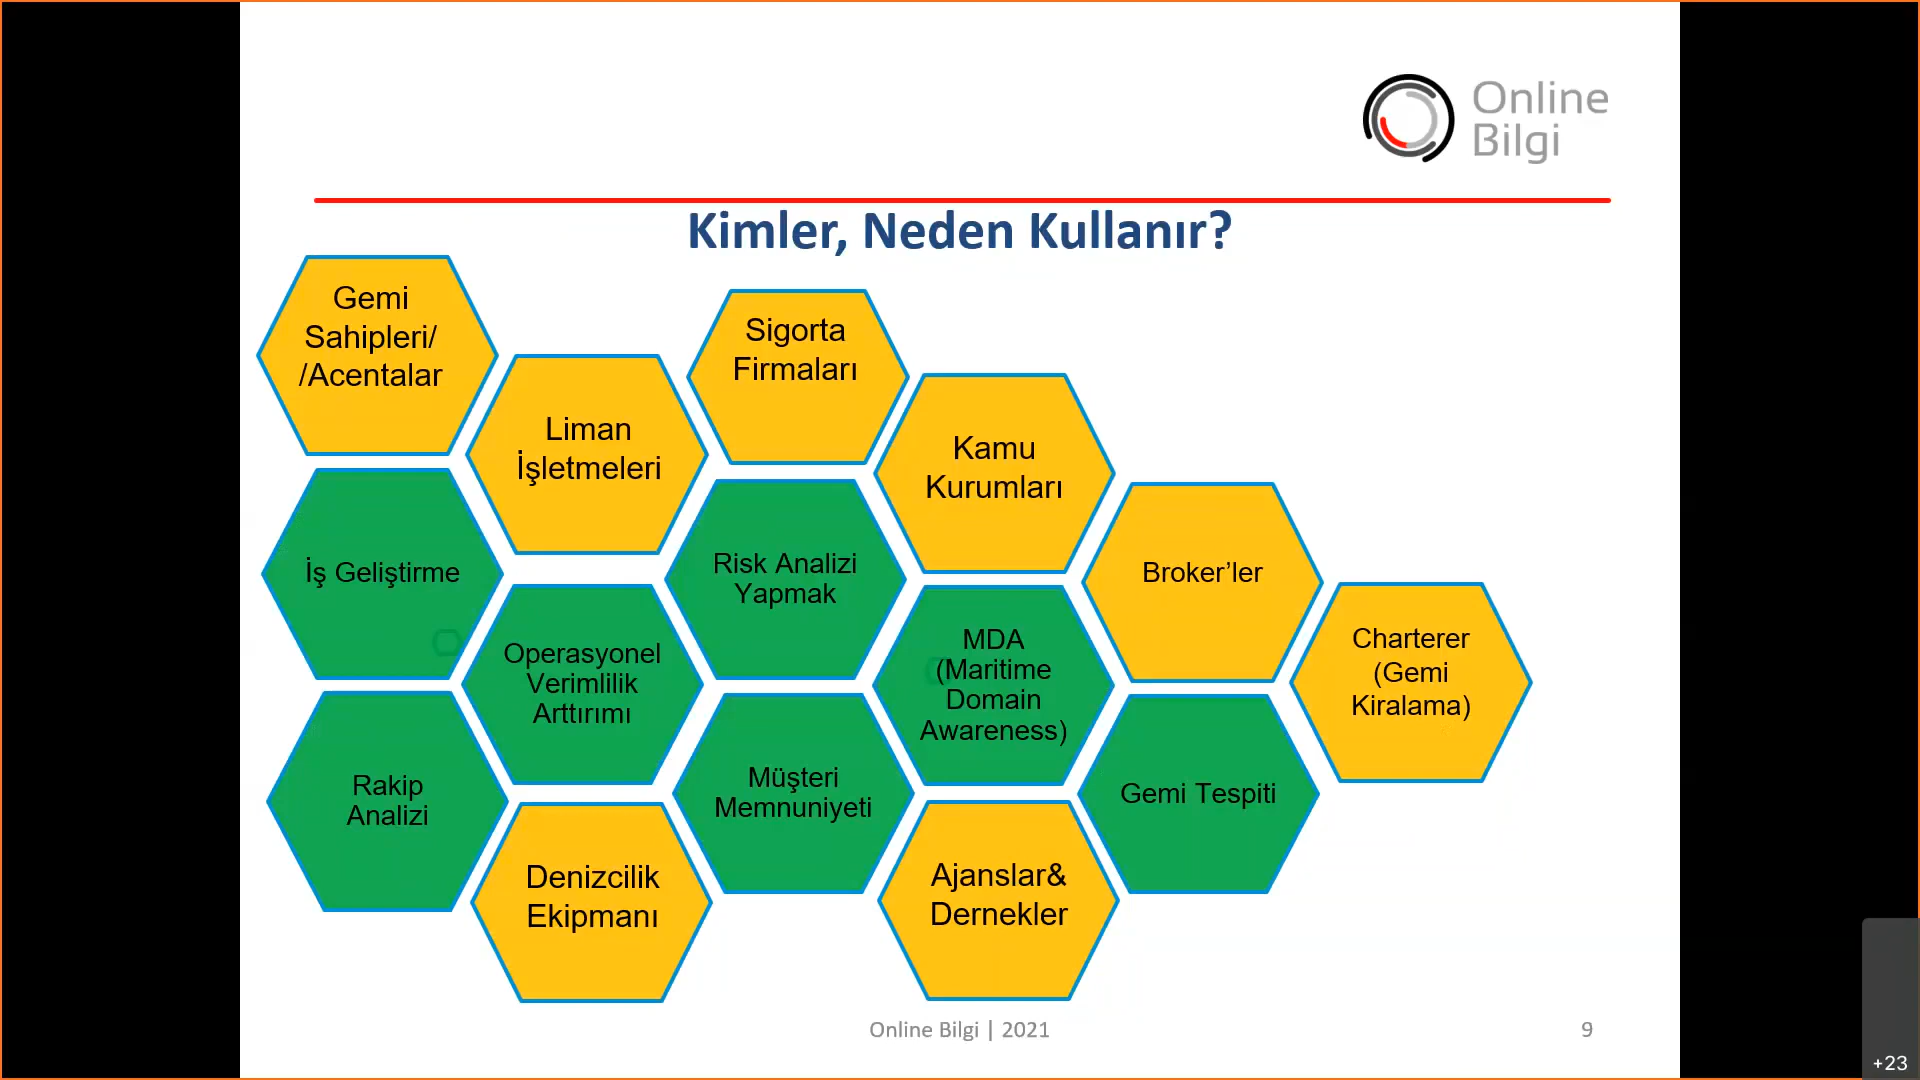 Online
Bilgi
Kimler, Neden Kullanır?
Gemi
Sahipleri/
/Acentalar
Liman
İşletmeleri
Sigorta
Firmaları
Kamu
Kurumları
Broker’ler
Charterer
(Gemi
Kiralama)
İş Geliştirme
Operasyonel
Verimlilik
Arttırımı
Risk Analizi
Yapmak
MDA
(Maritime
Domain
Awareness)
Rakip
Analizi
Müşteri
Memnuniyeti
Gemi Tespiti
Denizcilik
Ekipmanı
Ajanslar&
Dernekler
Online Bilgi | 2021
9
+23